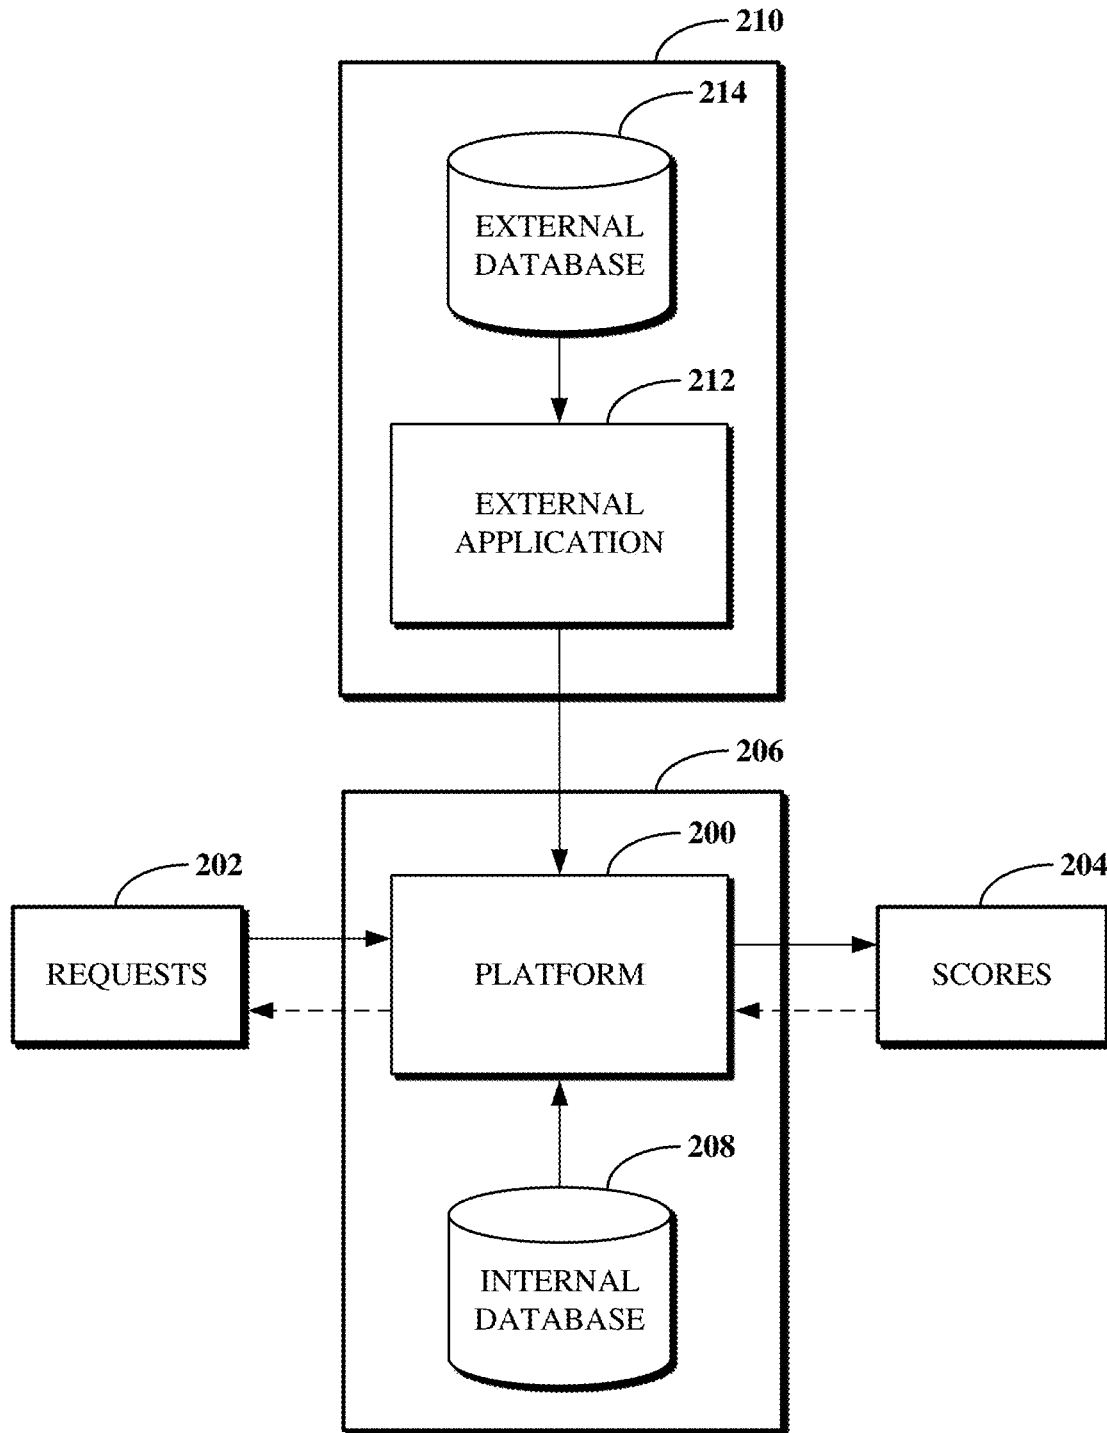 210
214
EXTERNAL
DATABASE
212
EXTERNAL
APPLICATION
206
200
202
204
REQUESTS
PLATFORM
SCORES
208
INTERNAL
DATABASE